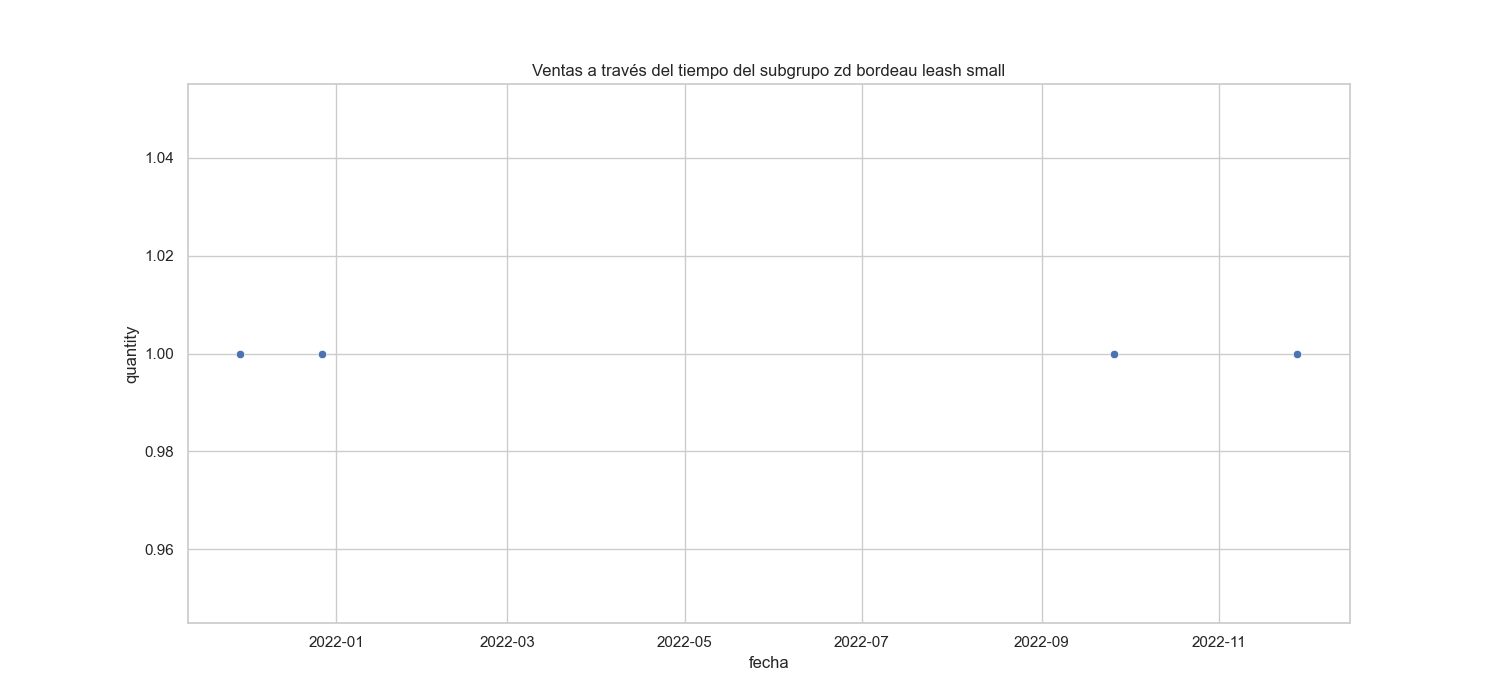 Ventas a través del tiempo del subgrupo zd bordeau leash small
1.04
1.02
1.00
0.98
0.96
quantity
2022-01 2022-03 2022-05 2022-07 2022-09 2022-11
fecha